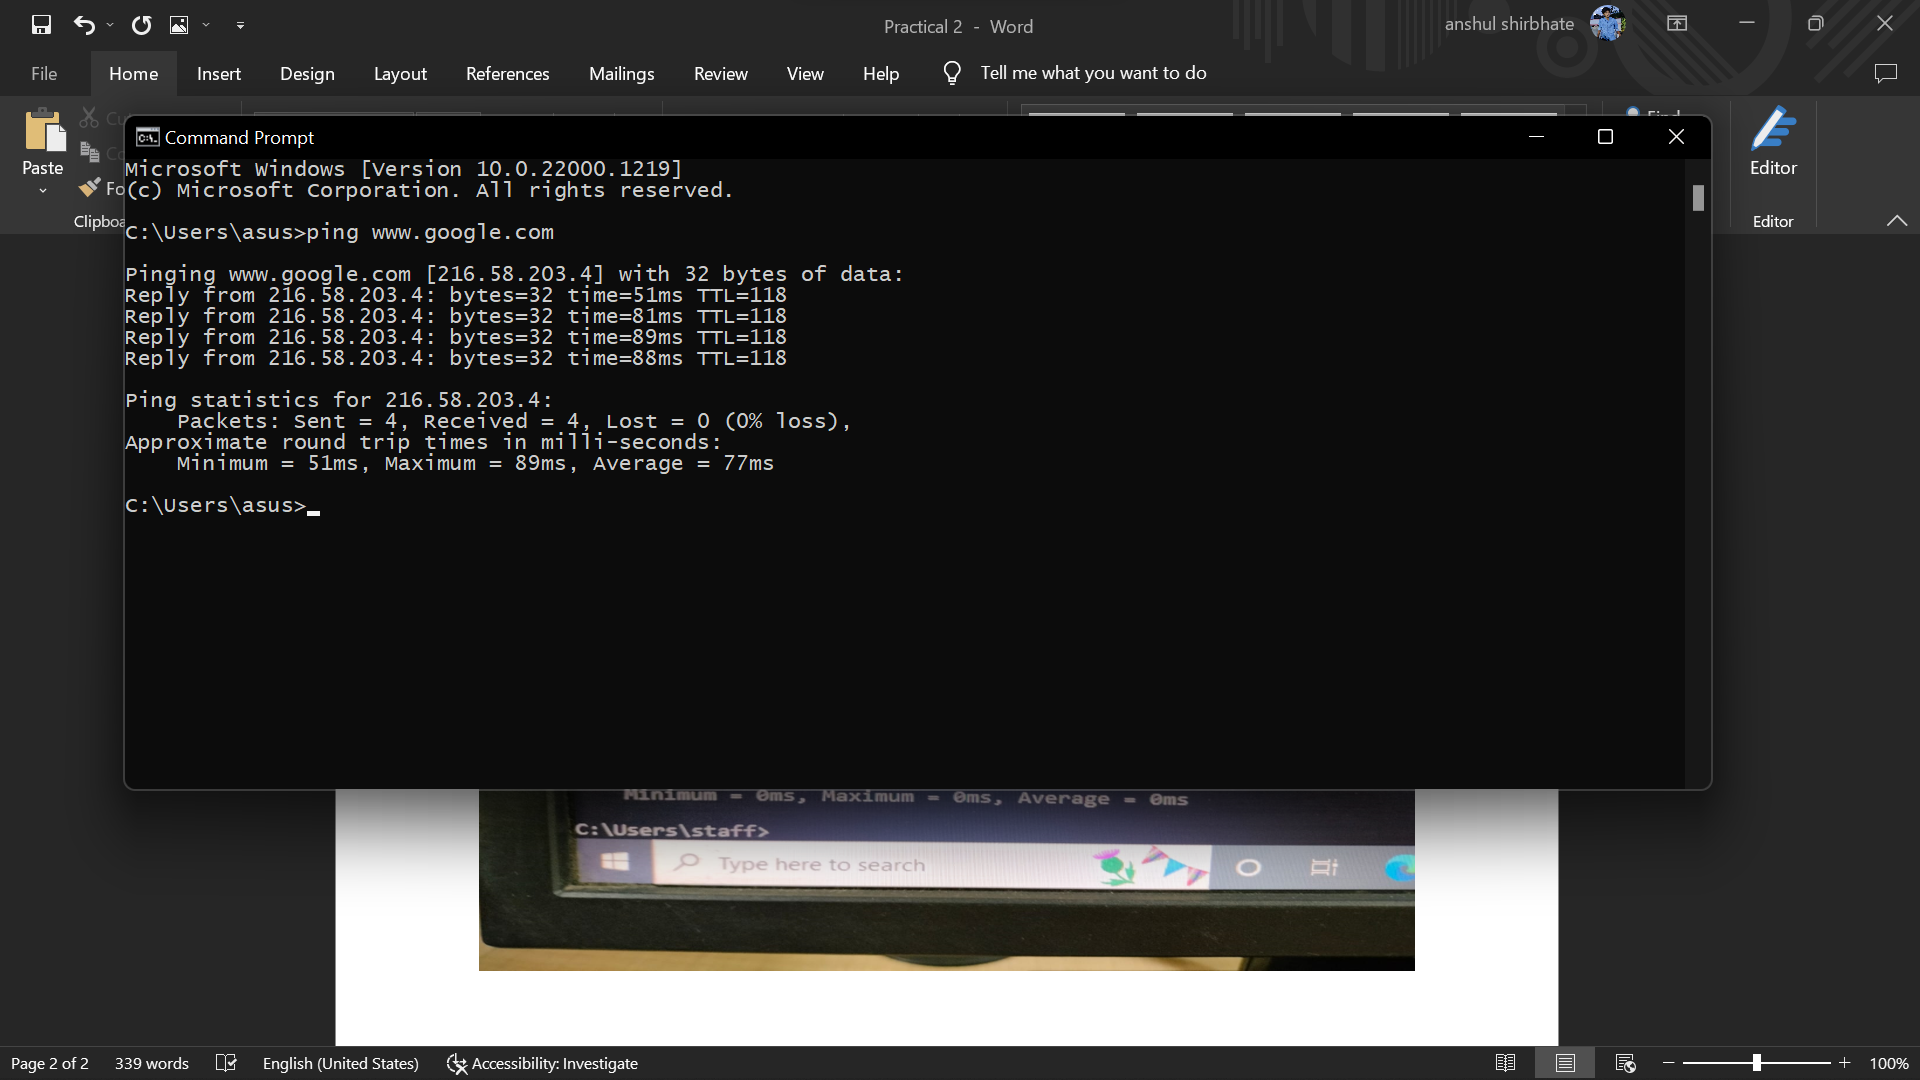 Practical 2 - Word
anshul shirbhate
File Home Insert Design Layout References Mailings Review View Help Tell me what you want to do
Paste
Clipboa
Editor
Editor
Command Prompt
Microsoft Windows [Version 10.0.22000.1219]
(c) Microsoft Corporation. All rights reserved.
C:\Users\asus>ping www.google.com
Pinging www.google.com [216.58.203.4] with 32 bytes of data:
Reply from 216.58.203.4: bytes=32 time=51ms TTL=118
Reply from 216.58.203.4: bytes=32 time=81ms TTL=118
Reply from 216.58.203.4: bytes=32 time=89ms TTL=118
Reply from 216.58.203.4: bytes=32 time=88ms TTL=118
Ping statistics for 216.58.203.4:
Packets: Sent = 4, Received = 4, Lost = 0 (0% loss),
Approximate round trip times in milli-seconds:
Minimum = 51ms, Maximum = 89ms, Average = 77ms
C:\Users\asus>
Minimum = 0ms, Maximum = 0ms, Average = 0ms
C:\Users\staff>
Type here to search
Page 2 of 2 339 words English (United States) Accessibility: Investigate 100%